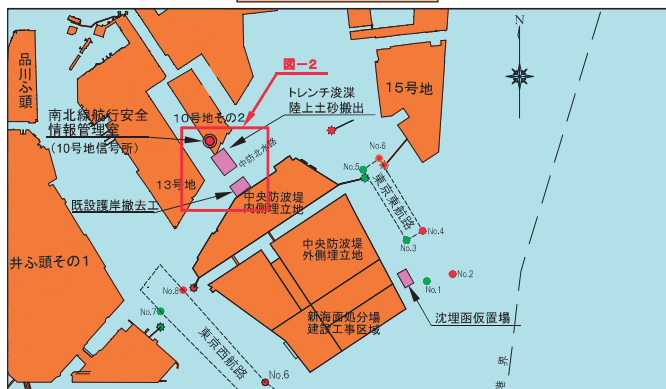 図-2
N
品川ふ頭
トレンチ浚渫
陸上土砂搬出
15号地
南北線航行安全
情報管理室
(10号地信号所)
10号地その2
中防北水路
No.6
No.5
13号地
既設護岸撤去工
中央防波堤
内側埋立地
東京東航路
No.4
No.3
中央防波堤
外側埋立地
井ふ頭その1
No.2
No.1
No.8
No.7
新海面処分場
建設工事区域
沈埋函仮置場
東京西航路
No.6
界